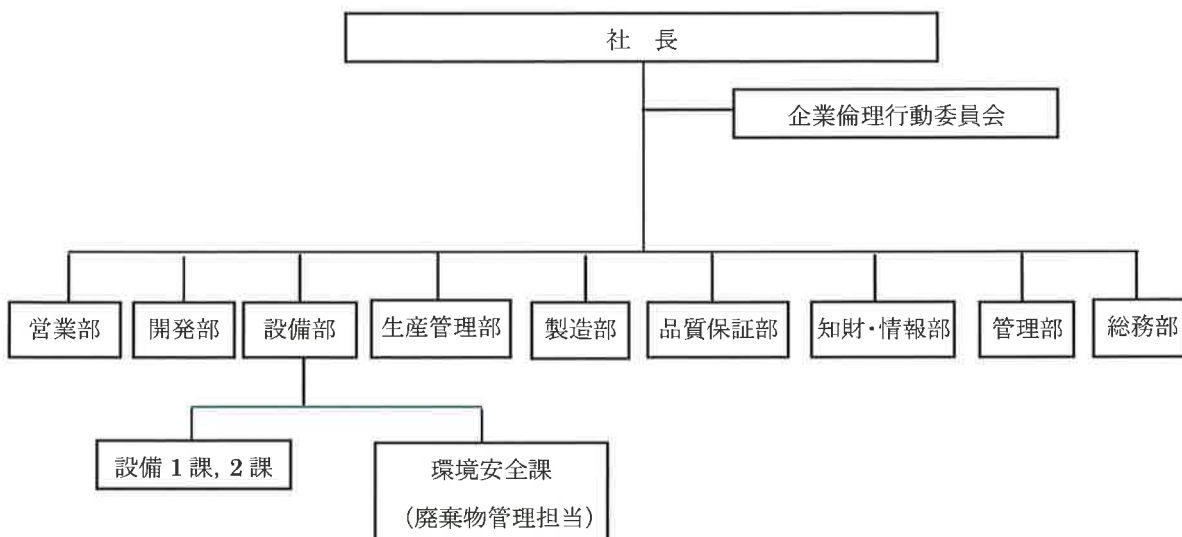 社 長
企業倫理行動委員会
営業部
開発部
設備部
生産管理部
製造部
品質保証部
知財・情報部
管理部
総務部
設備 1 課, 2 課
環境安全課
（廃棄物管理担当）